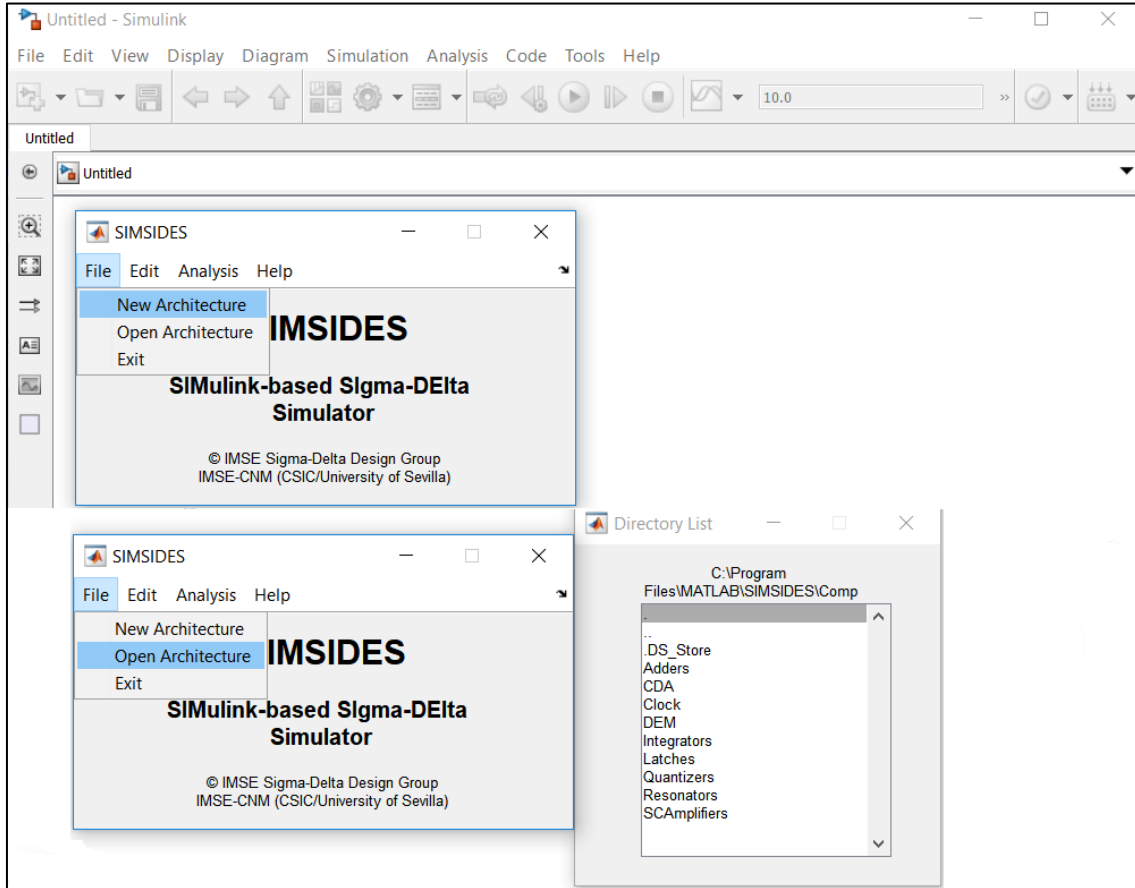 Untitled - Simulink
File Edit View Display Diagram Simulation Analysis Code Tools Help
10.0 »
Untitled
Untitled
SIMSIDES
File Edit Analysis Help
New Architecture
Open Architecture
Exit
IMSIDES
SIMulink-based SIgma-DElta
Simulator
© IMSE Sigma-Delta Design Group
IMSE-CNM (CSIC/University of Sevilla)
SIMSIDES
File Edit Analysis Help
New Architecture
Open Architecture
Exit
IMSIDES
SIMulink-based SIgma-DElta
Simulator
© IMSE Sigma-Delta Design Group
IMSE-CNM (CSIC/University of Sevilla)
Directory List
C:\Program
Files\MATLAB\SIMSIDES\Comp
.
..
.DS_Store
Adders
CDA
Clock
DEM
Integrators
Latches
Quantizers
Resonators
SCAmplifiers